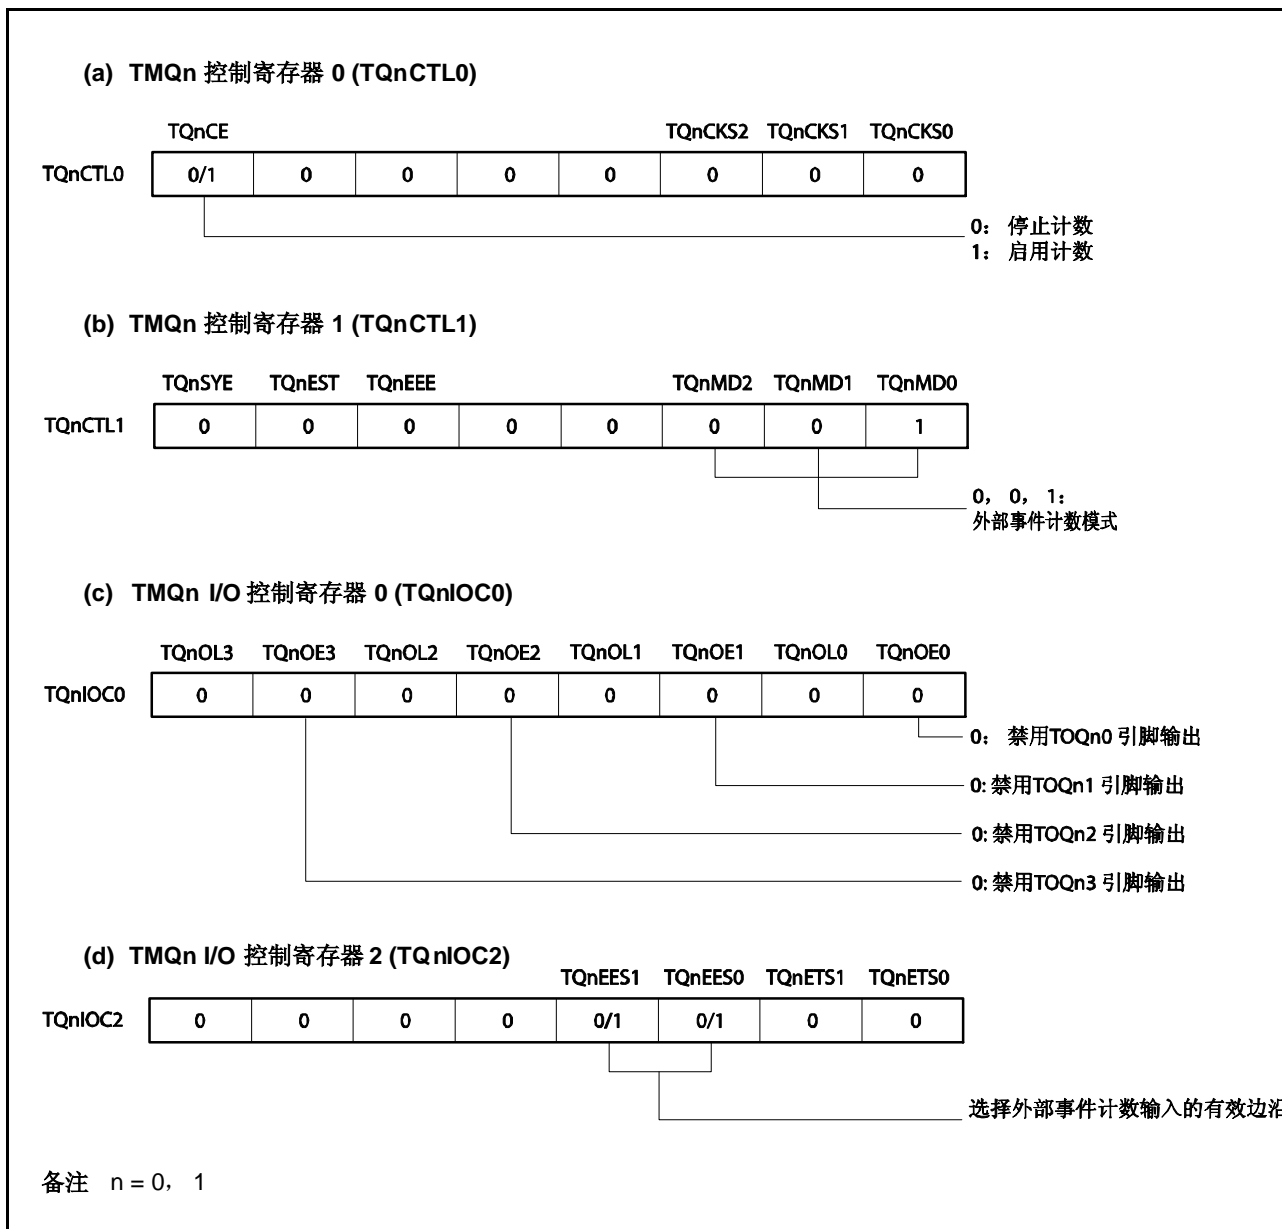 (a) TMQn 控制寄存器 0 (TQnCTL0)
TQnCE TQnCKS2 TQnCKS1 TQnCKS0
TQnCTL0 0/1 0 0 0 0 0 0 0
0： 停止计数
1： 启用计数
(b) TMQn 控制寄存器 1 (TQnCTL1)
TQnSYE TQnEST TQnEEE TQnMD2 TQnMD1 TQnMD0
TQnCTL1 0 0 0 0 0 0 0 1
0， 0， 1：
外部事件计数模式
(c) TMQn I/O 控制寄存器 0 (TQnIOC0)
TQnOL3 TQnOE3 TQnOL2 TQnOE2 TQnOL1 TQnOE1 TQnOL0 TQnOE0
TQnIOC0 0 0 0 0 0 0 0 0
0： 禁用TOQn0 引脚输出
0: 禁用TOQn1 引脚输出
0: 禁用TOQn2 引脚输出
0: 禁用TOQn3 引脚输出
(d) TMQn I/O 控制寄存器 2 (TQnIOC2)
TQnEES1 TQnEES0 TQnETS1 TQnETS0
TQnIOC2 0 0 0 0 0/1 0/1 0 0
选择外部事件计数输入的有效边沿
备注 n = 0， 1